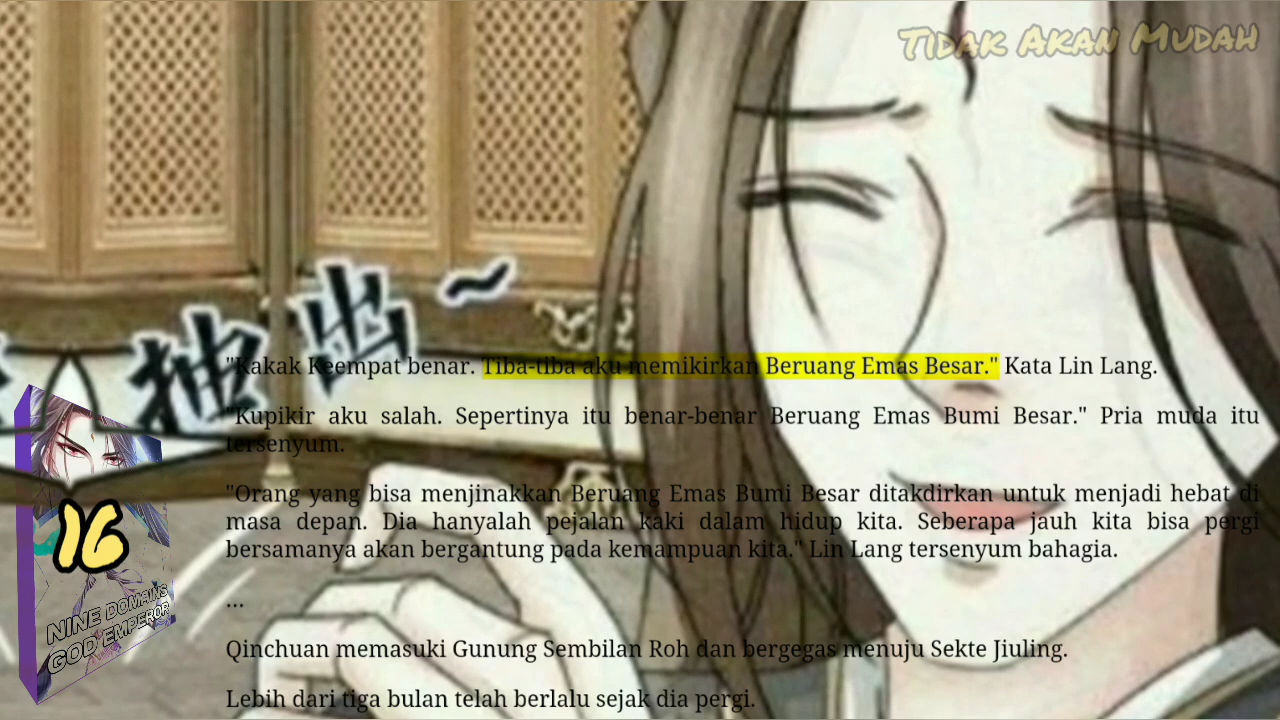 Tidak Akan Mudah
抽出~
"Kakak Keempat benar. Tiba-tiba aku memikirkan Beruang Emas Besar." Kata Lin Lang.
"Kupikir aku salah. Sepertinya itu benar-benar Beruang Emas Bumi Besar." Pria muda itu
tersenyum.
"Orang yang bisa menjinakkan Beruang Emas Bumi Besar ditakdirkan untuk menjadi hebat di
masa depan. Dia hanyalah pejalan kaki dalam hidup kita. Seberapa jauh kita bisa pergi
bersamanya akan bergantung pada kemampuan kita." Lin Lang tersenyum bahagia.
...
Qinchuan memasuki Gunung Sembilan Roh dan bergegas menuju Sekte Jiuling.
Lebih dari tiga bulan telah berlalu sejak dia pergi.
16
NINE DOMAINS
GOD EMPEROR